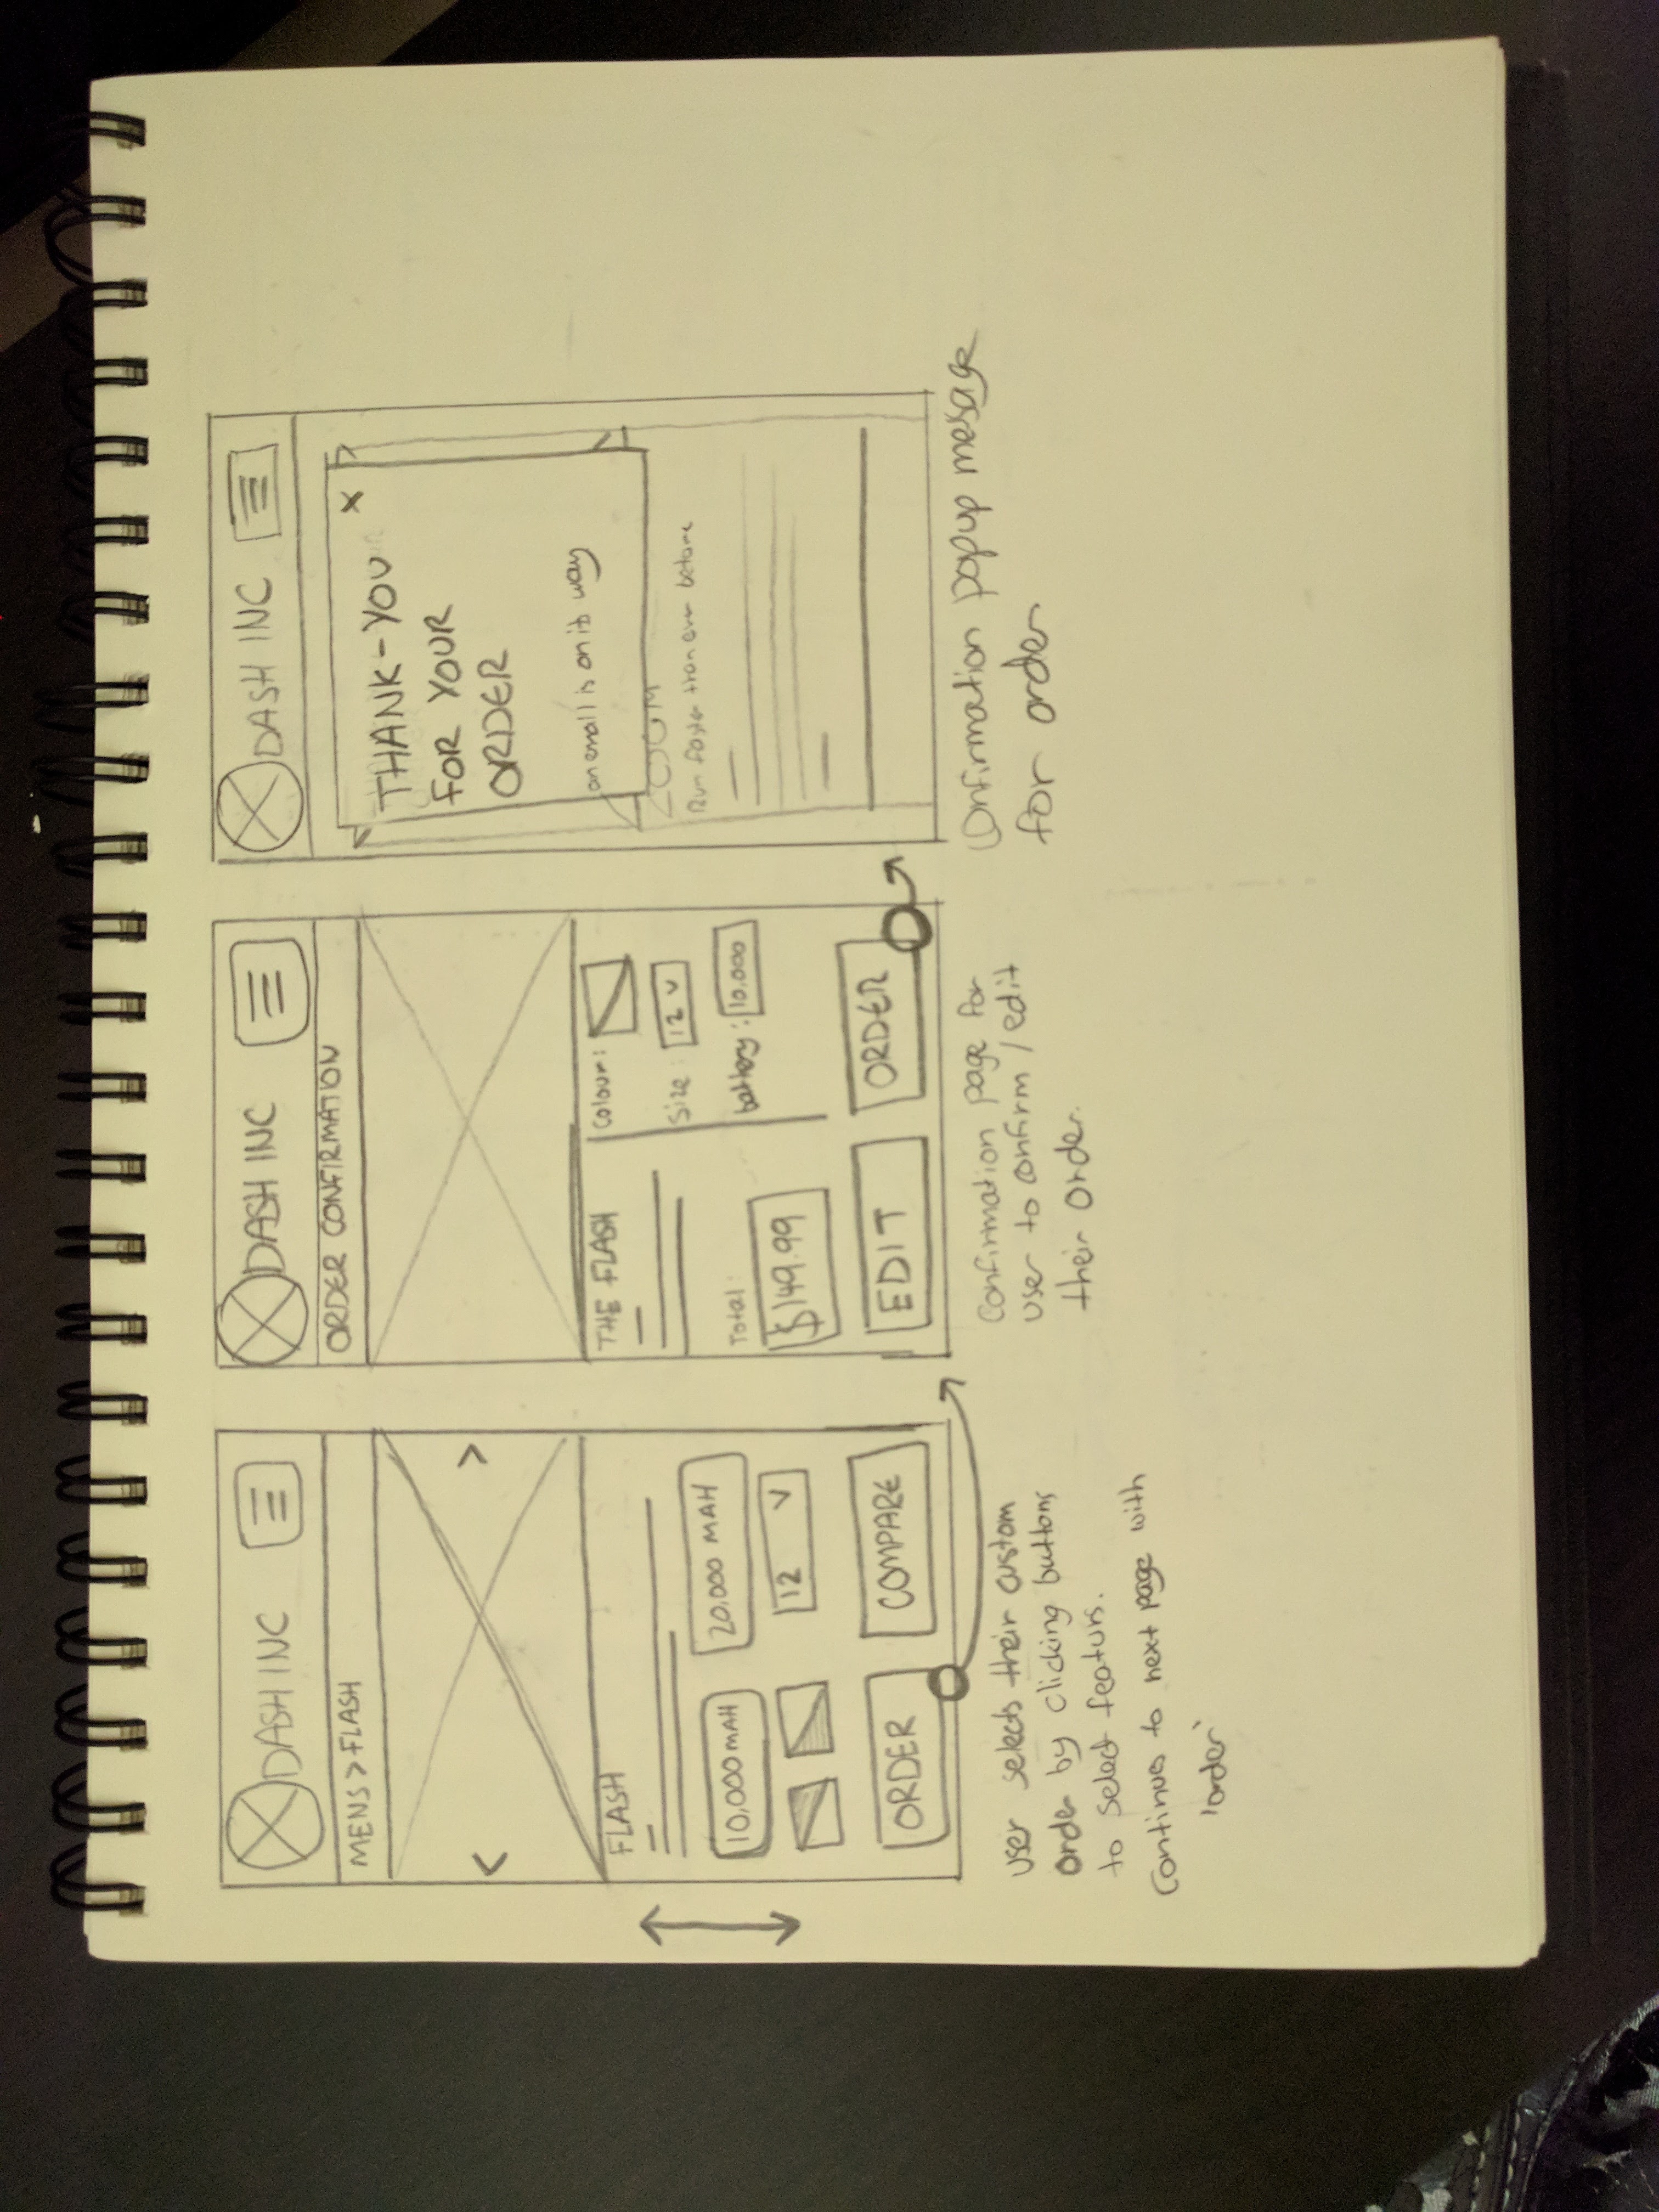 DASH INC
MENS > FLASH
<
>
FLASH
10,000 MAH
20,000 MAH
12 V
ORDER
COMPARE
User selects their custom
order by clicking buttons
to select featurs.
Continues to next page with
'order'
DASH INC
ORDER CONFIRMATION
THE FLASH
Total:
$149.99
Colour:
Size: 12 V
battery: 10,000
EDIT
ORDER
Confirmation page for
user to confirm / edit
their order.
DASH INC
X
THANK-YOU
FOR YOUR
ORDER
an email is on its way
ZOOM
Run faster than ever before
Confirmation popup message
for order